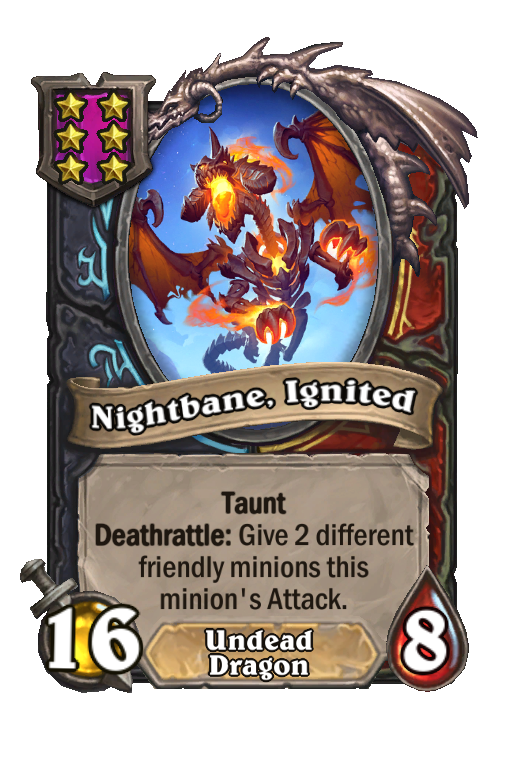 Nightbane, Ignited
Taunt
Deathrattle: Give 2 different
friendly minions this
minion's Attack.
16
Undead
Dragon
8